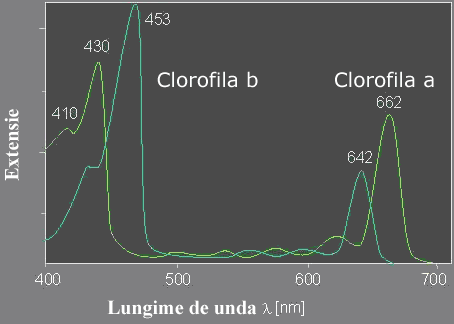 453
430
Clorofila b
Clorofila a
410
662
642
Extensie
400
500
600
700
Lungime de unda λ [nm]